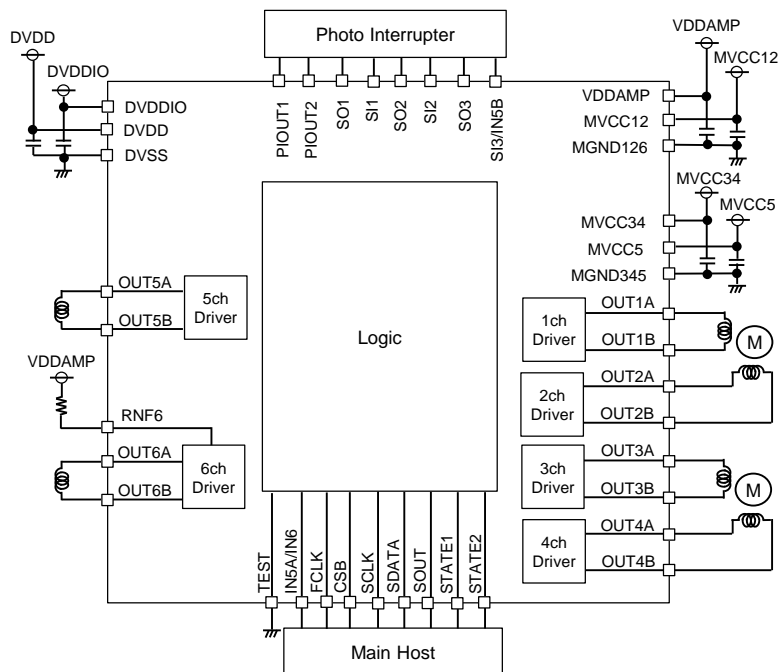 Photo Interrupter
DVDD
DVDDIO
VDDAMP
MVCC12
DVDDIO
DVDD
DVSS
PIOUT1
PIOUT2
SO1
SI1
SO2
SI2
SO3
SI3/IN5B
VDDAMP
MVCC12
MGND126
MVCC34
MVCC5
MVCC34
MVCC5
MGND345
OUT5A
5ch
Driver
OUT5B
Logic
OUT1A
1ch
Driver
OUT1B
M
OUT2A
2ch
Driver
OUT2B
VDDAMP
RNF6
OUT6A
6ch
Driver
OUT6B
OUT3A
3ch
Driver
OUT3B
M
OUT4A
4ch
Driver
OUT4B
TEST
IN5A/IN6
FCLK
CSB
SCLK
SDATA
SOUT
STATE1
STATE2
Main Host